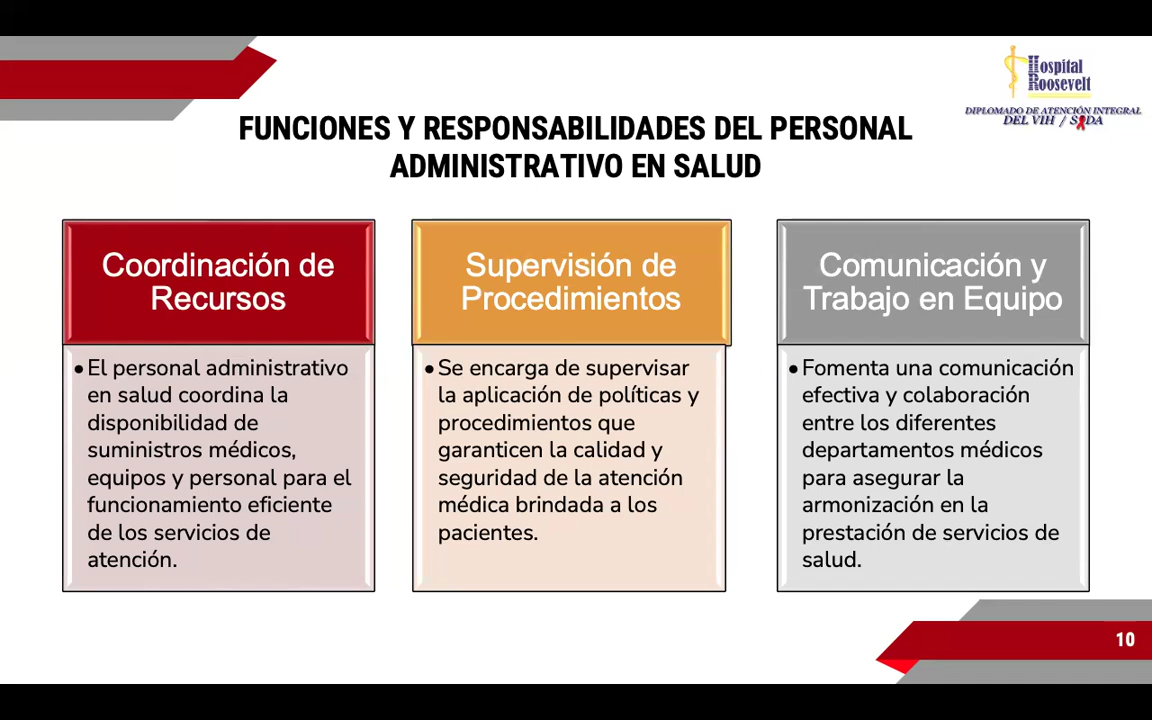 Hospital
Roosevelt
DIPLOMADO DE ATENCIÓN INTEGRAL
DEL VIH / SIDA
FUNCIONES Y RESPONSABILIDADES DEL PERSONAL
ADMINISTRATIVO EN SALUD
Coordinación de
Recursos
• El personal administrativo
en salud coordina la
disponibilidad de
suministros médicos,
equipos y personal para el
funcionamiento eficiente
de los servicios de
atención.
Supervisión de
Procedimientos
• Se encarga de supervisar
la aplicación de políticas y
procedimientos que
garanticen la calidad y
seguridad de la atención
médica brindada a los
pacientes.
Comunicación y
Trabajo en Equipo
• Fomenta una comunicación
efectiva y colaboración
entre los diferentes
departamentos médicos
para asegurar la
armonización en la
prestación de servicios de
salud.
10